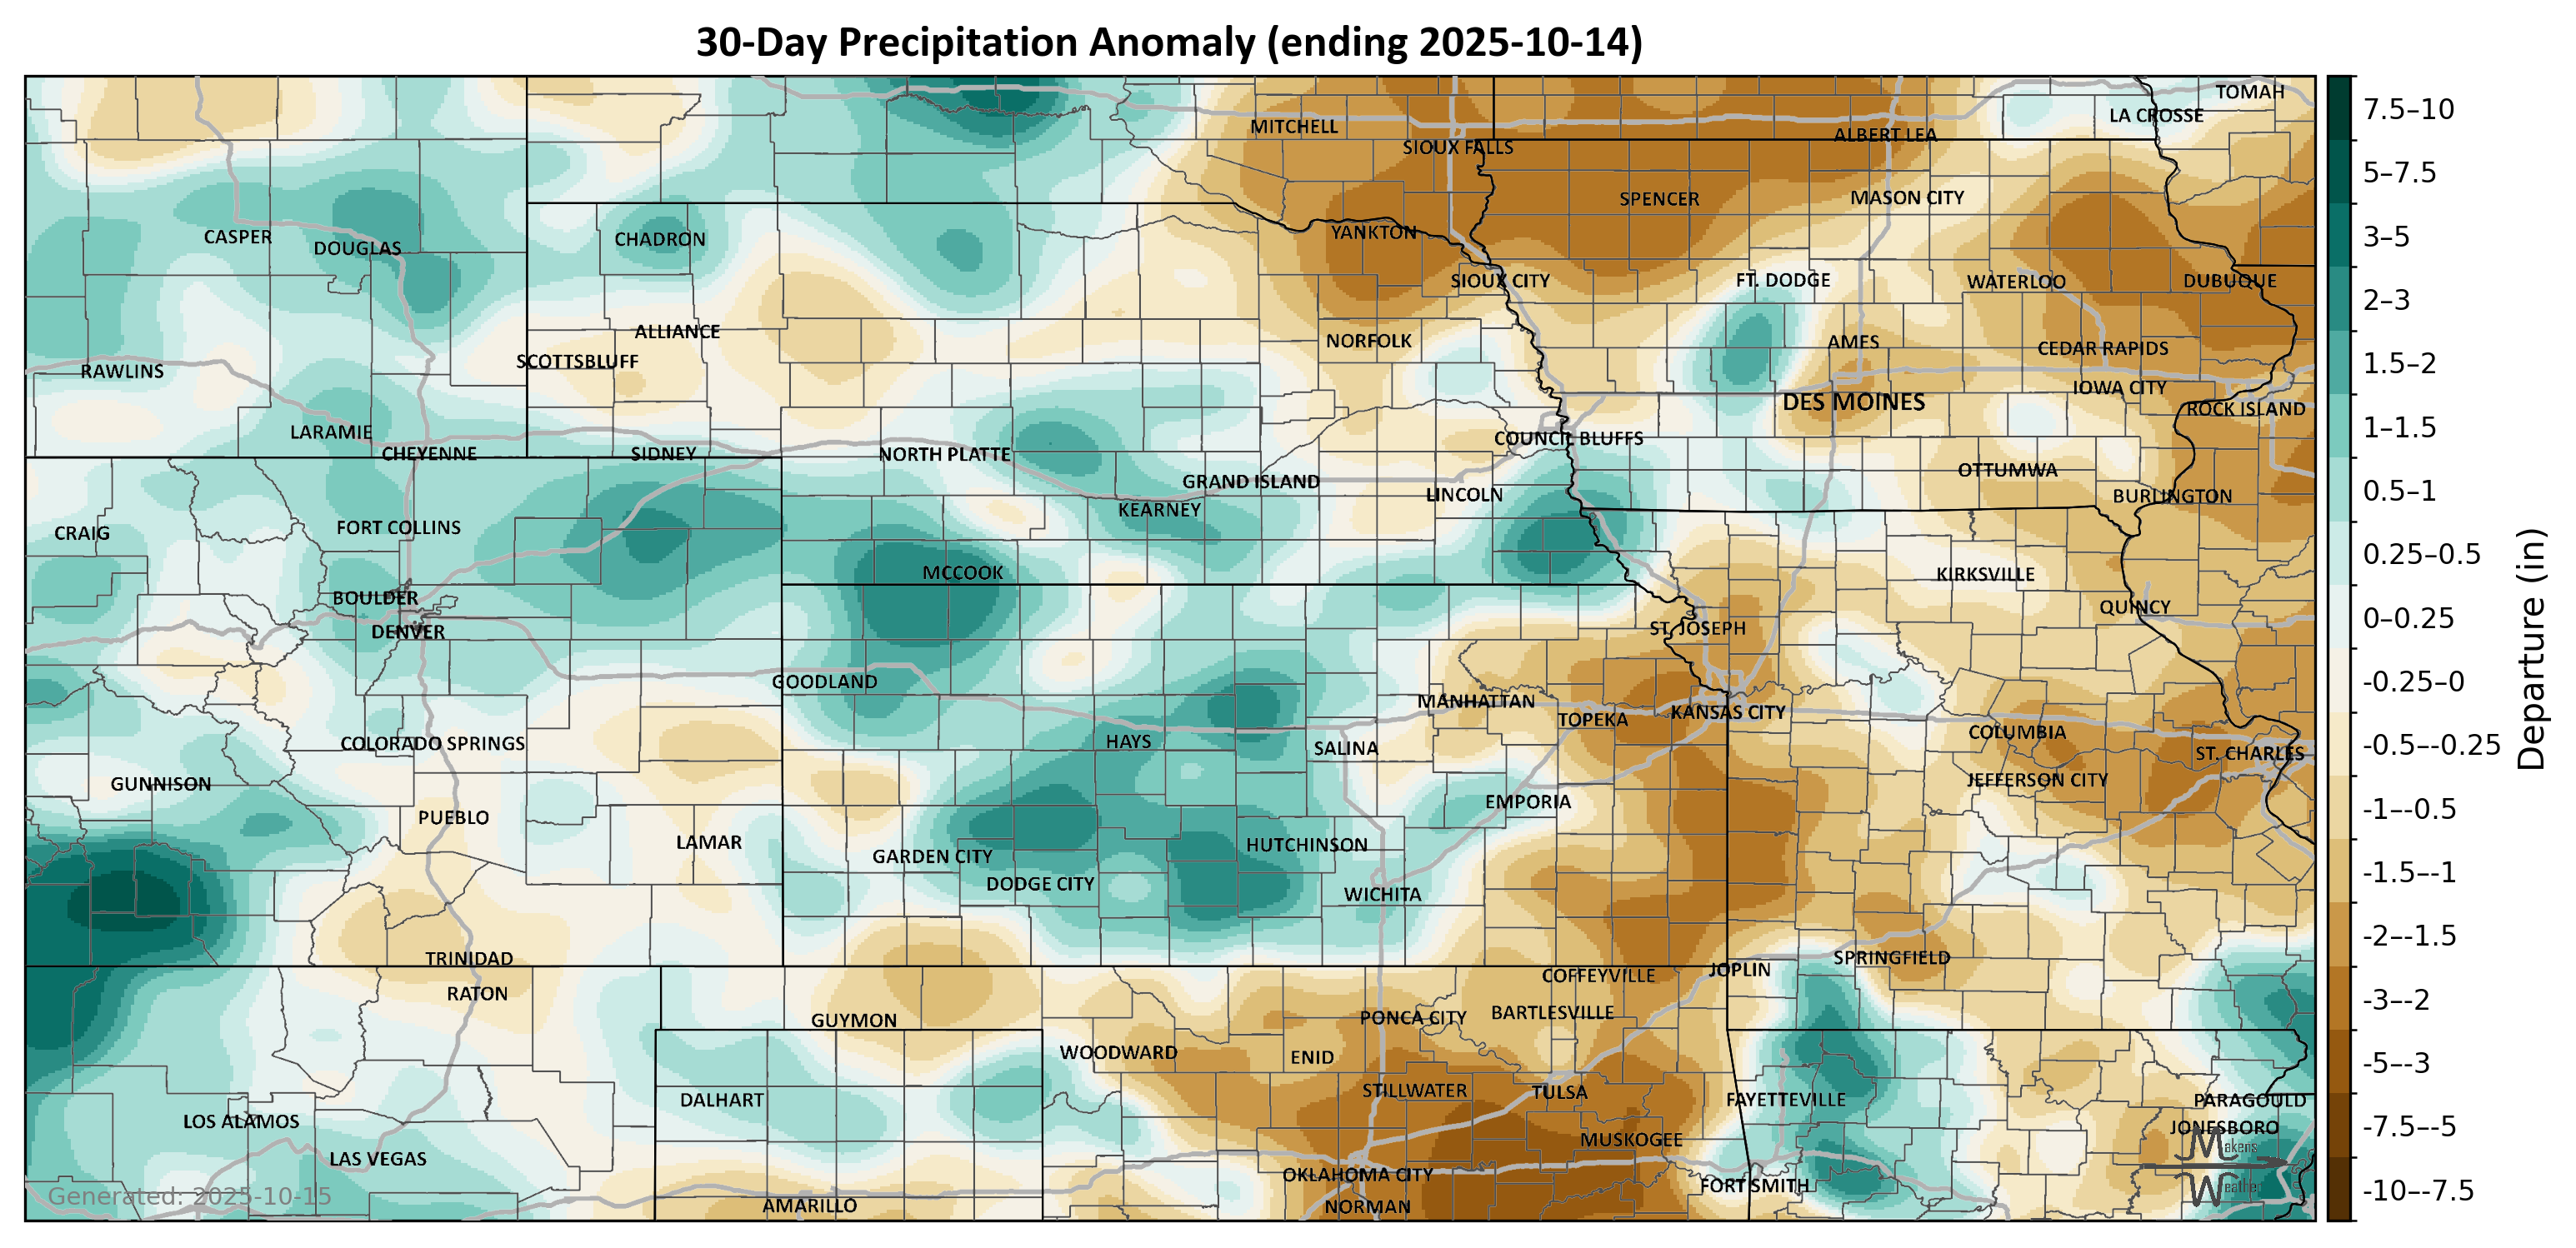 30-Day Precipitation Anomaly (ending 2025-10-14)
TOMAH
LA CROSSE
MITCHELL
ALBERT LEA
SIOUX FALLS
SPENCER
MASON CITY
YANKTON
CASPER
DOUGLAS
CHADRON
SIOUX CITY
FT. DODGE
WATERLOO
DUBUQUE
ALLIANCE
NORFOLK
AMES
CEDAR RAPIDS
SCOTTSBLUFF
RAWLINS
IOWA CITY
DES MOINES
ROCK ISLAND
LARAMIE
COUNCIL BLUFFS
CHEYENNE
SIDNEY
NORTH PLATTE
OTTUMWA
GRAND ISLAND
LINCOLN
BURLINGTON
KEARNEY
CRAIG
FORT COLLINS
MCCOOK
KIRKSVILLE
BOULDER
QUINCY
DENVER
ST. JOSEPH
GOODLAND
MANHATTAN
TOPEKA
KANSAS CITY
COLUMBIA
COLORADO SPRINGS
HAYS
SALINA
ST. CHARLES
GUNNISON
JEFFERSON CITY
EMPORIA
PUEBLO
LAMAR
HUTCHINSON
GARDEN CITY
DODGE CITY
WICHITA
TRINIDAD
SPRINGFIELD
COFFEYVILLE
JOPLIN
RATON
GUYMON
PONCA CITY
BARTLESVILLE
WOODWARD
ENID
STILLWATER
TULSA
DALHART
FAYETTEVILLE
PARAGOULD
LOS ALAMOS
JONESBORO
MUSKOGEE
LAS VEGAS
OKLAHOMA CITY
FORT SMITH
AMARILLO
NORMAN
Makens
Weather
Generated: 2025-10-15
7.5–10
5–7.5
3–5
2–3
1.5–2
1–1.5
0.5–1
0.25–0.5
0–0.25
-0.25–0
-0.5–-0.25
-1–-0.5
-1.5–-1
-2–-1.5
-3–-2
-5–-3
-7.5–-5
-10–-7.5
Departure (in)